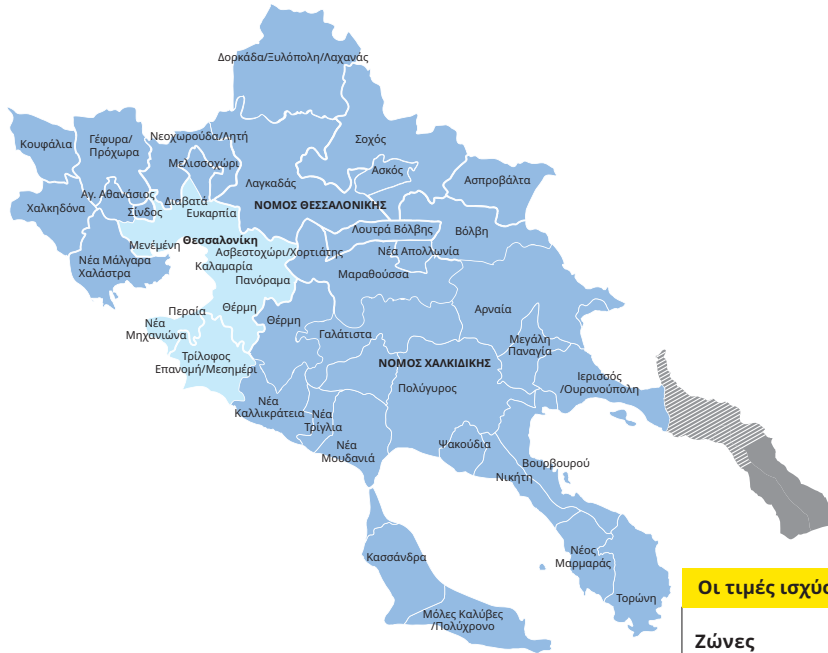 Δορκάδα/Ξυλόπολη/Λαχανάς
Κουφάλια
Γέφυρα/
Πρόχωρα
Νεοχωρούδα/Λητή
Σοχός
Μελισσοχώρι
Ασκός
Ασπροβάλτα
Λαγκαδάς
Χαλκηδόνα
Αγ. Αθανάσιος
Σίνδος
Διαβατά
Ευκαρπία
ΝΟΜΟΣ ΘΕΣΣΑΛΟΝΙΚΗΣ
Λουτρά Βόλβης
Βόλβη
Μενέμένη
Θεσσαλονίκη
Ασβεστοχώρι/Χορτιάτης
Νέα Απολλωνία
Νέα Μάλγαρα
Χαλάστρα
Καλαμαρία
Πανόραμα
Μαραθούσσα
Περαία
Θέρμη
Θέρμη
Αρναία
Νέα
Μηχανιώνα
Γαλάτιστα
Μεγάλη
Παναγία
Τρίλοφος
Επανομή/Μεσημέρι
ΝΟΜΟΣ ΧΑΛΚΙΔΙΚΗΣ
Πολύγυρος
Ιερισσός
/Ουρανούπολη
Νέα
Καλλικράτεια
Νέα
Τρίγλια
Νέα
Μουδανιά
Ψακούδια
Βουρβουρού
Νικήτη
Κασσάνδρα
Νέος
Μαρμαράς
Τορώνη
Μόλες Καλύβες
/Πολύχρονο
Οι τιμές ισχύο
Ζώνες